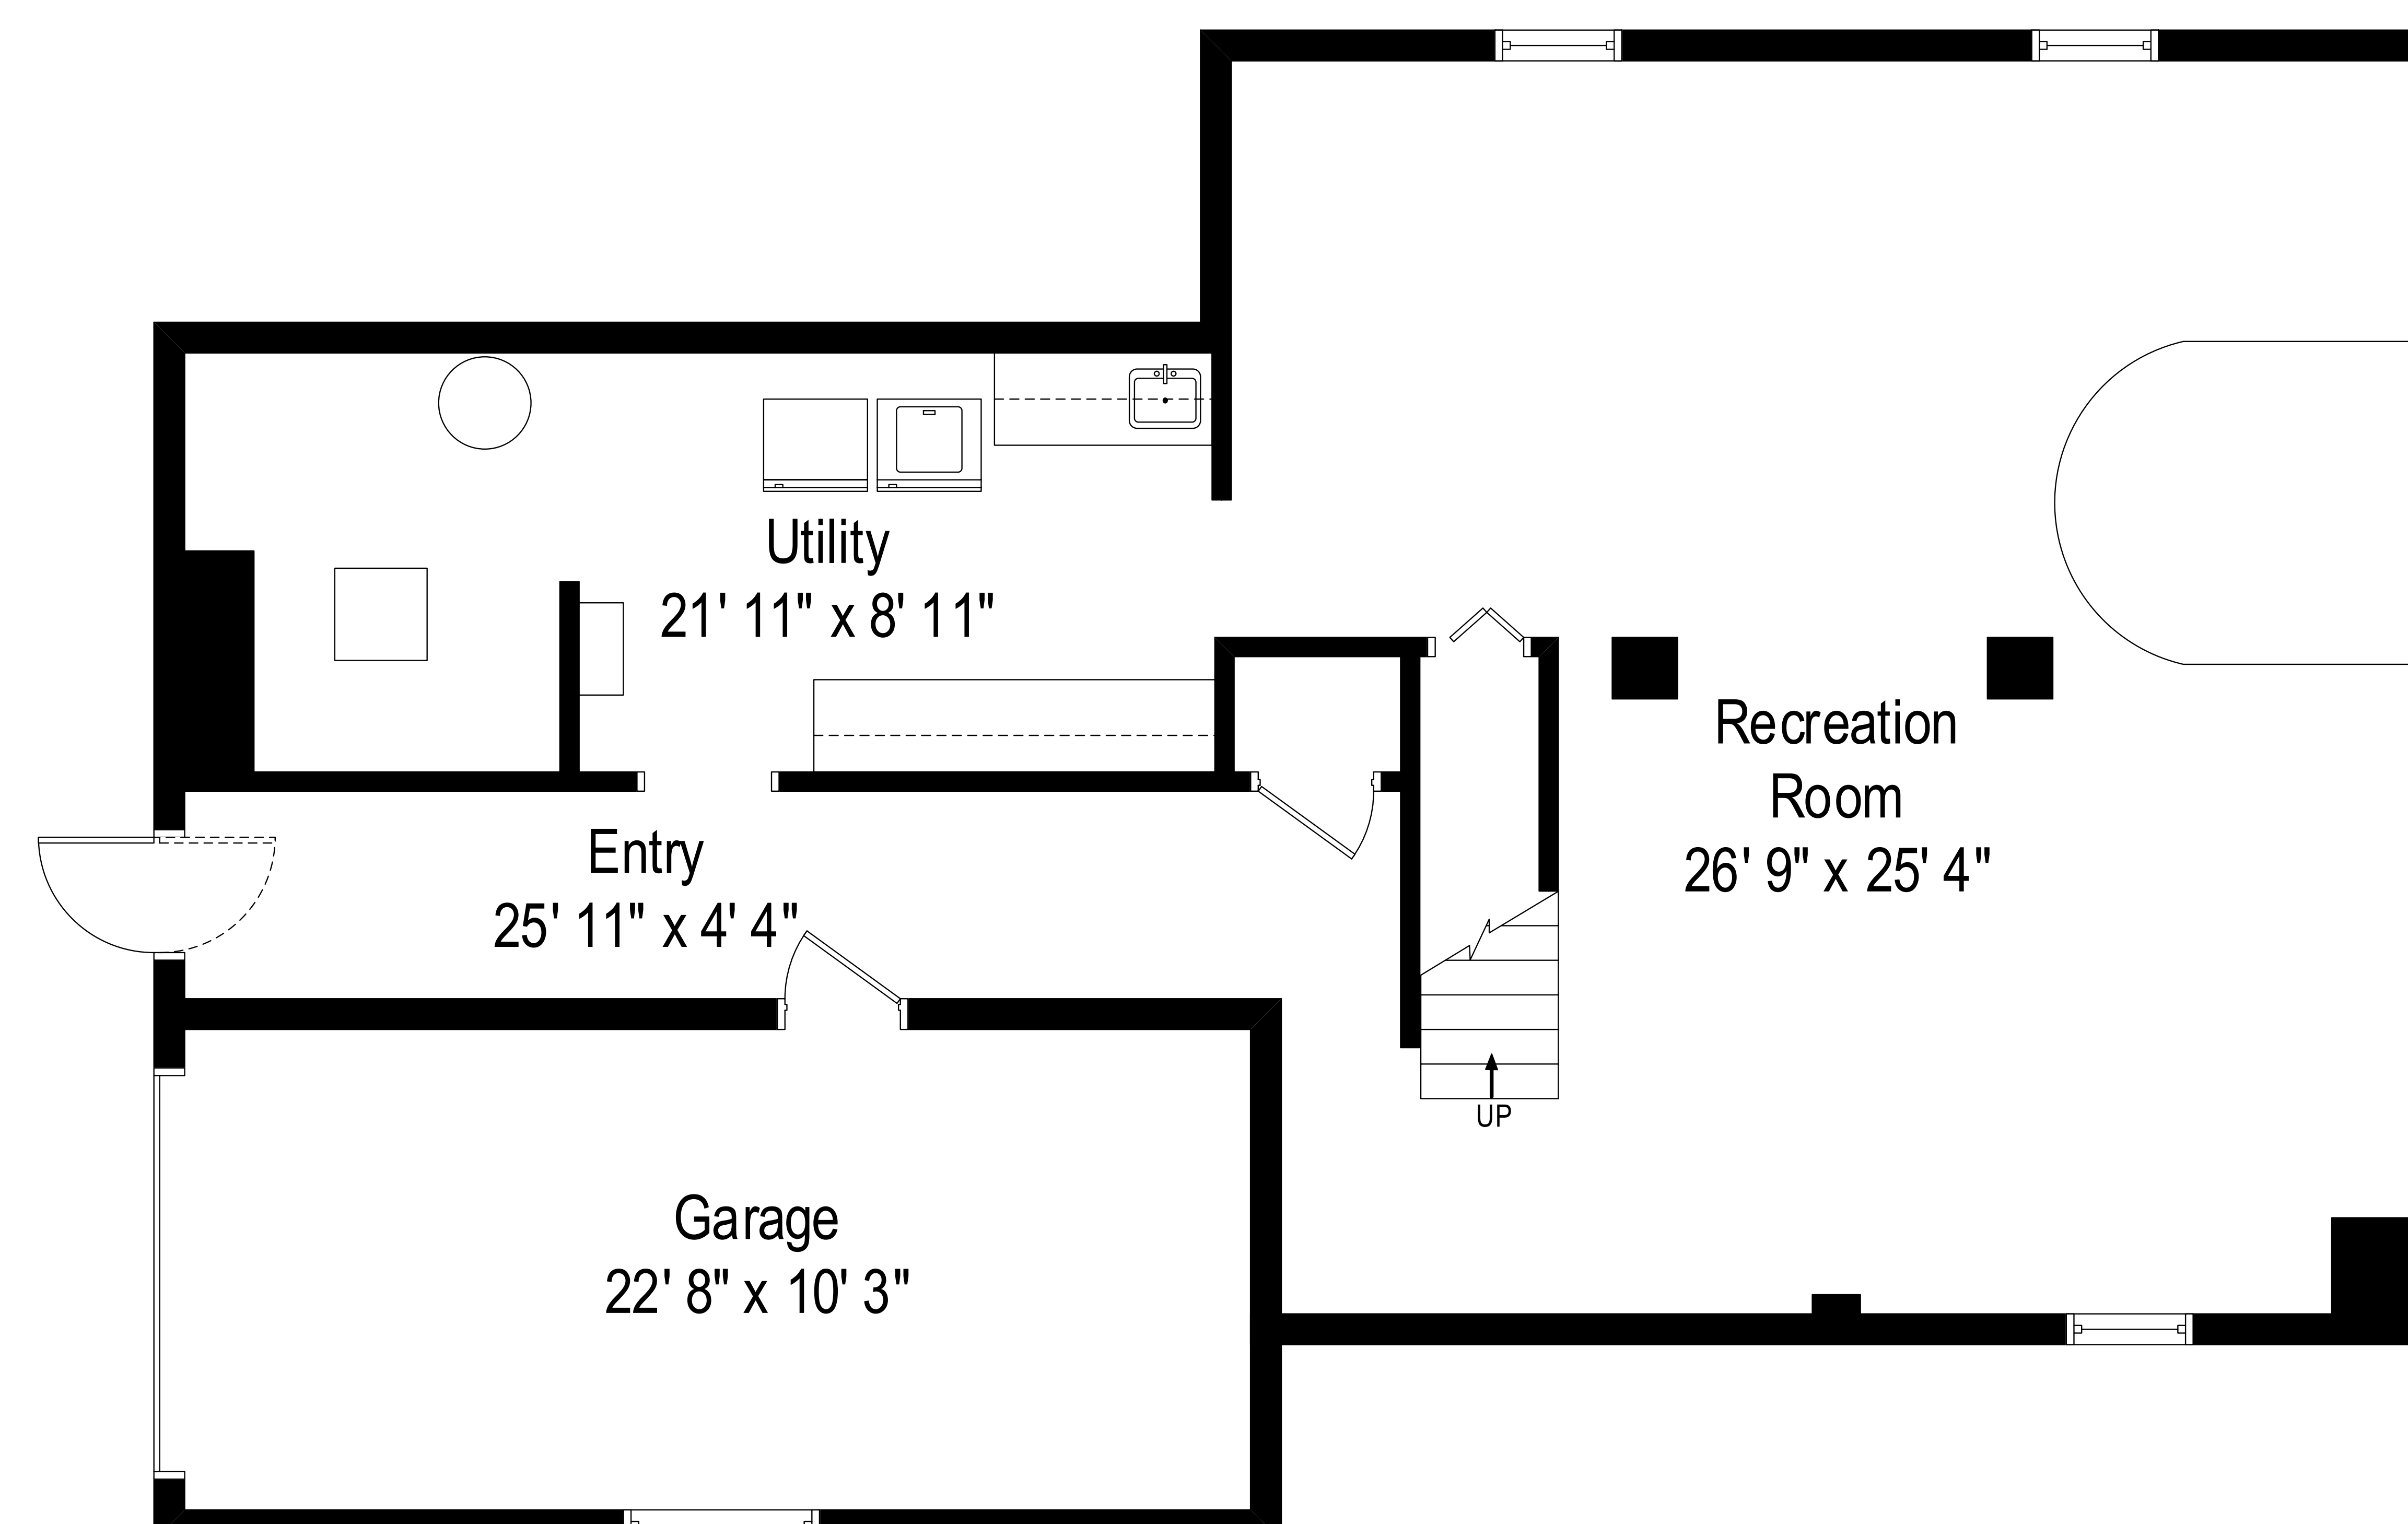 Utility
21' 11" x 8' 11"
Recreation
Room
26' 9" x 25' 4"
Entry
25' 11" x 4' 4"
UP
Garage
22' 8" x 10' 3"